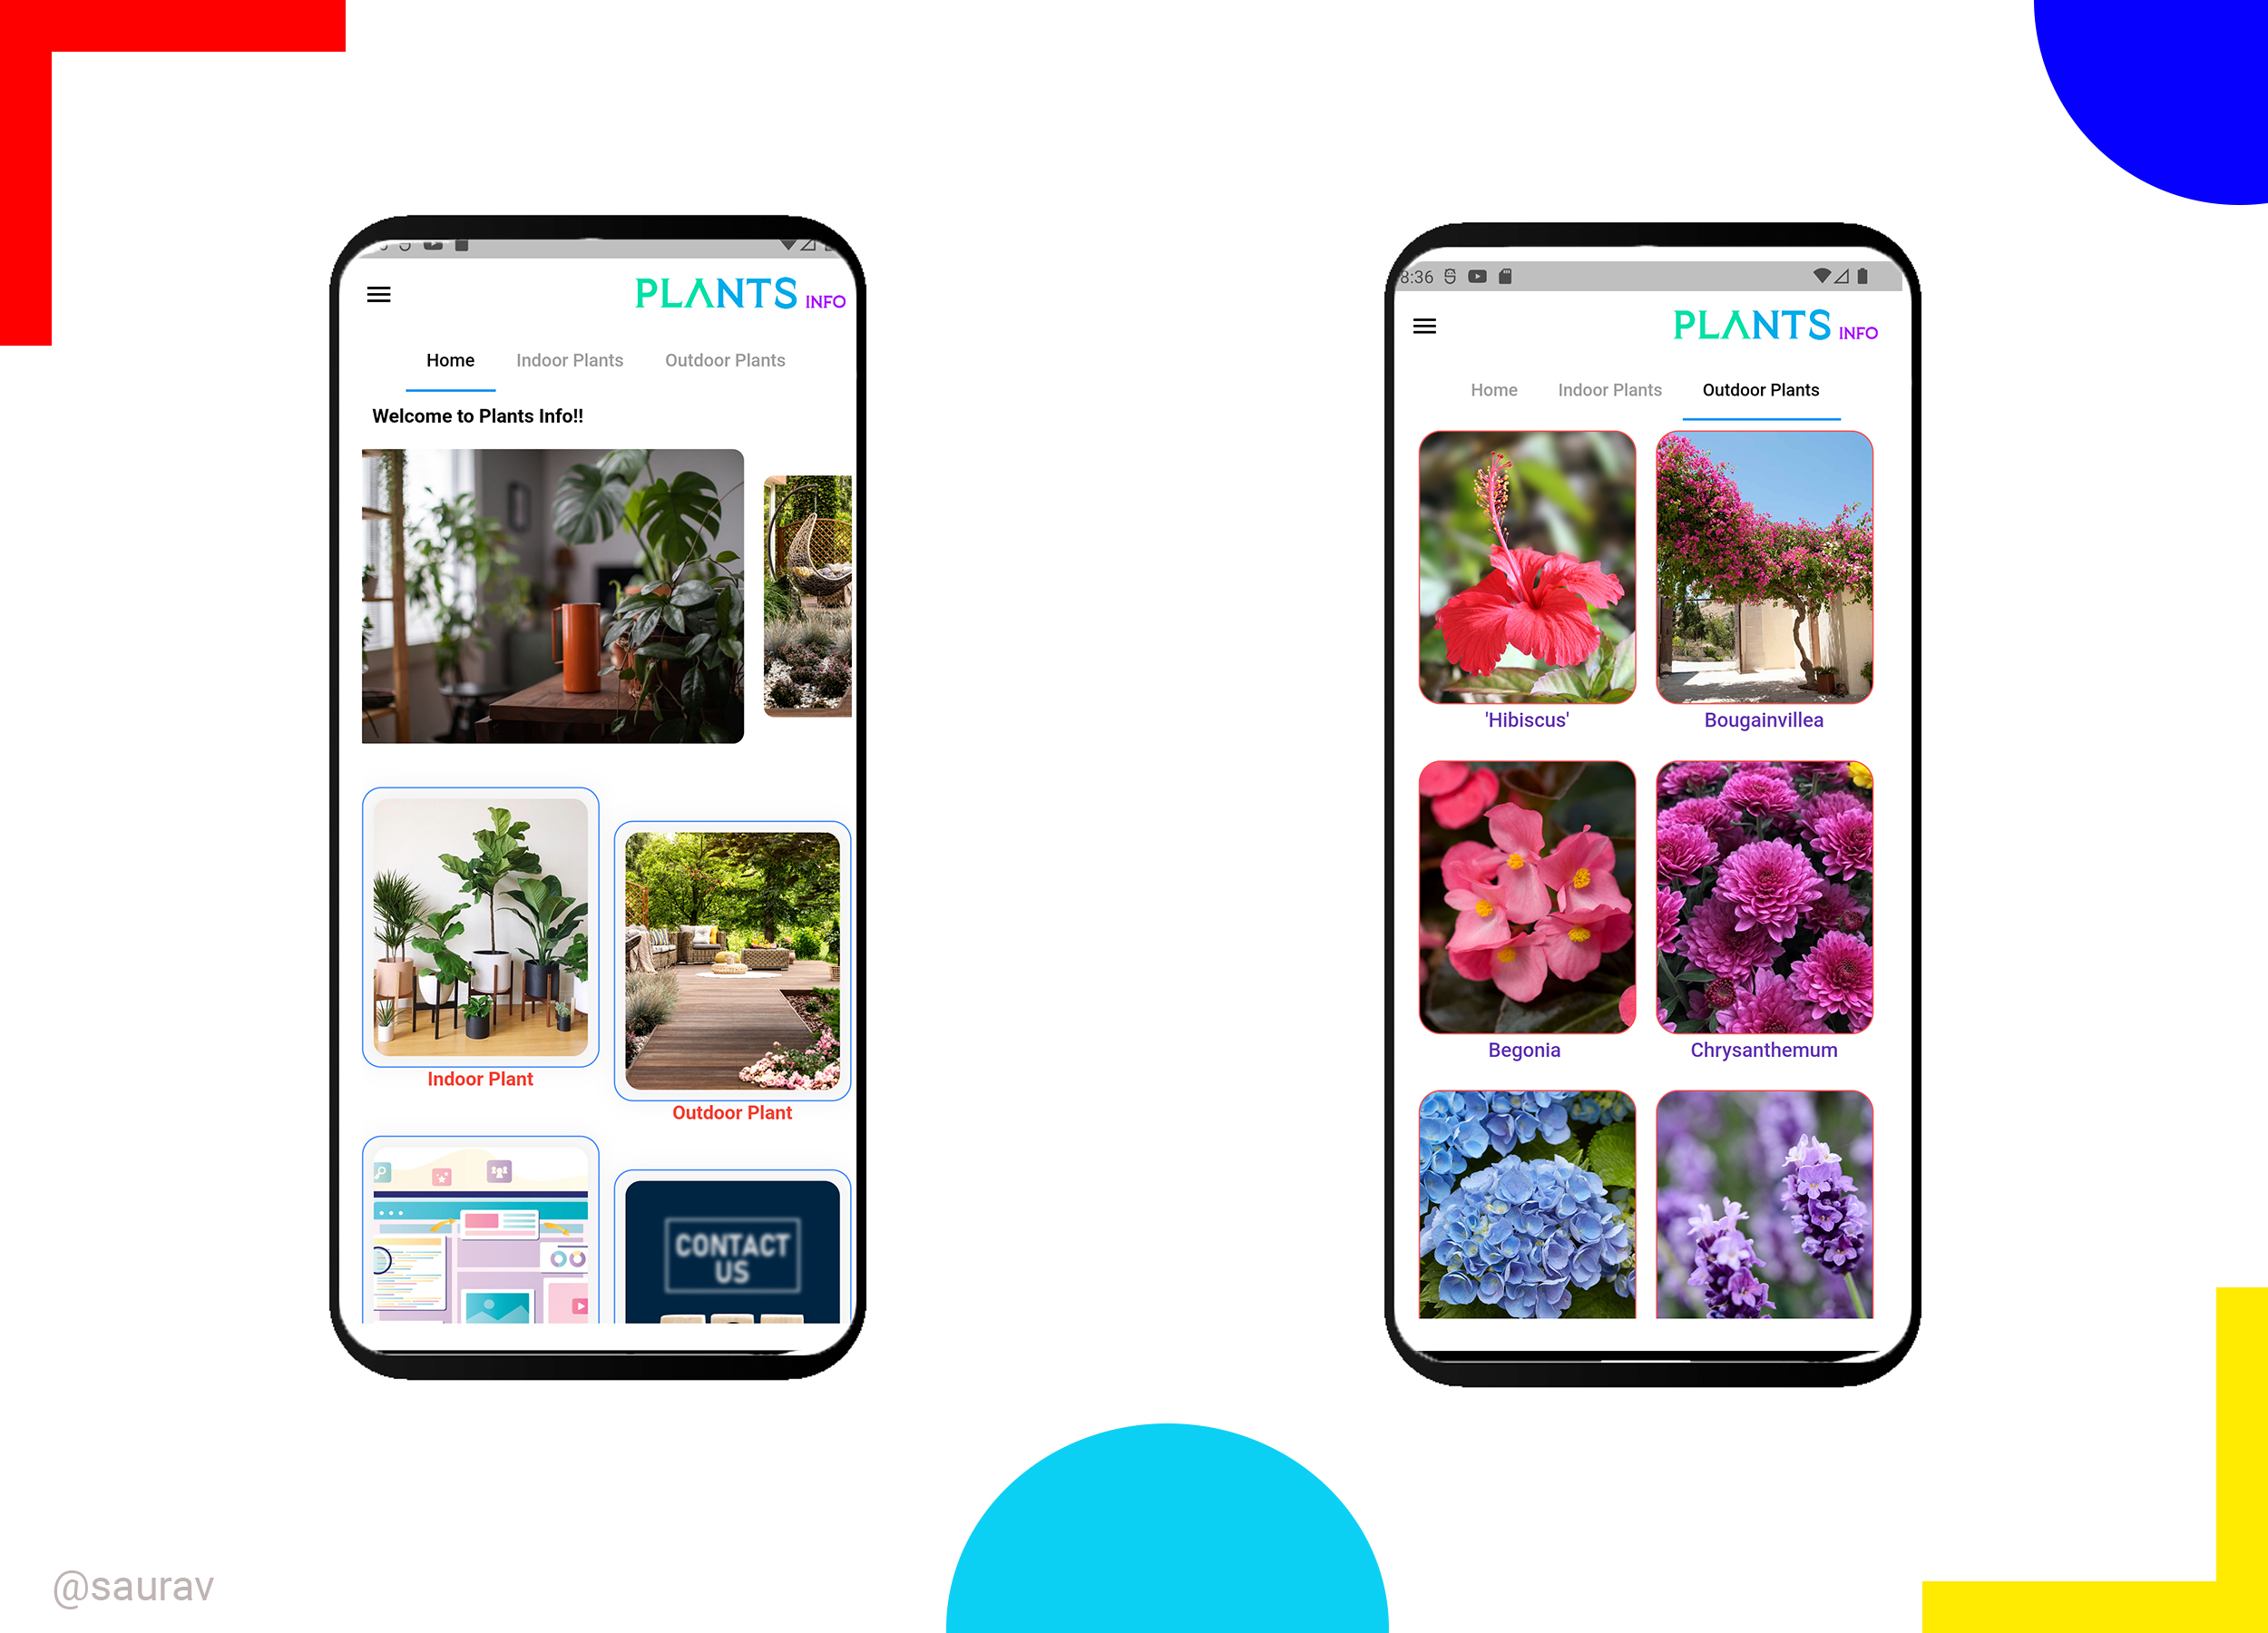 PLANTS INFO
Home Indoor Plants Outdoor Plants
Welcome to Plants Info!!
Indoor Plant
Outdoor Plant
CONTACT
US
8:36
PLANTS INFO
Home Indoor Plants Outdoor Plants
'Hibiscus'
Bougainvillea
Begonia
Chrysanthemum
@saurav